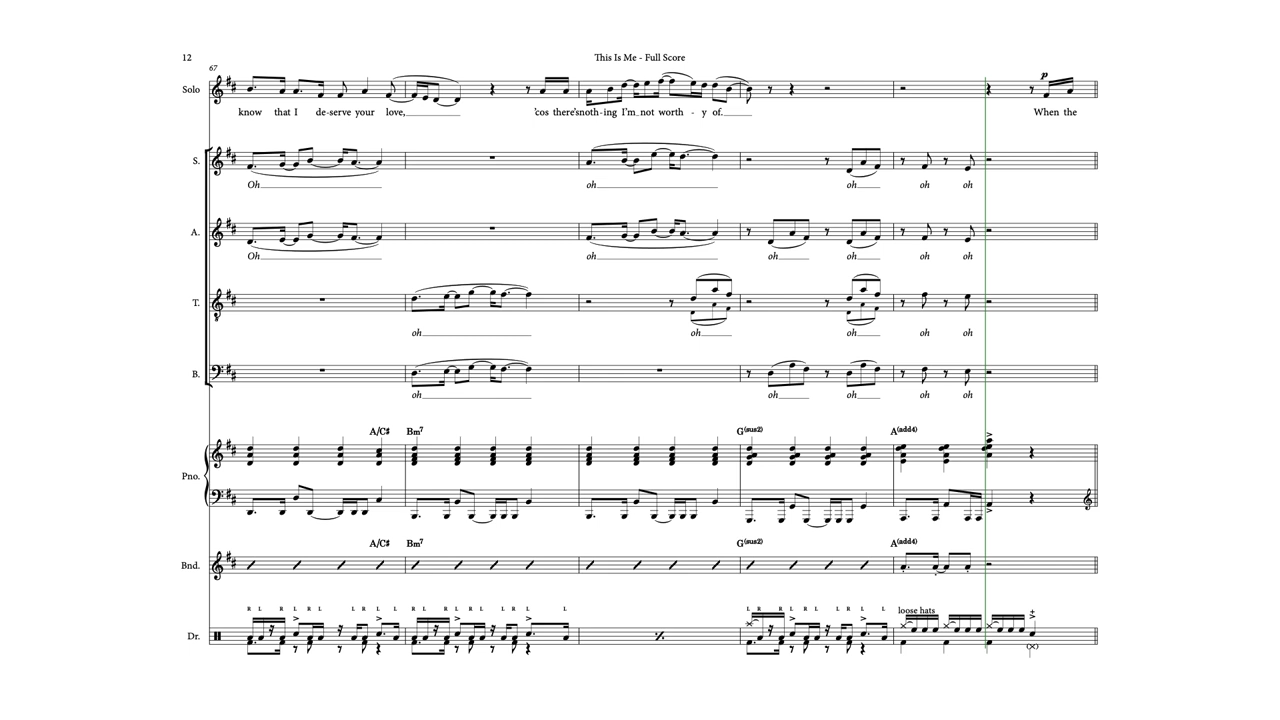 12
This Is Me - Full Score
67
p
Solo
know that I de-serve your love, 'cos there's noth-ing I'm not worth - y of. When the
S.
Oh oh oh oh oh
A.
Oh oh oh oh oh oh
T.
oh oh oh oh oh
B.
oh oh oh oh oh
A/C♯ Bm7 G(sus2) A(add4)
Pno.
A/C♯ Bm7 G(sus2) A(add4)
Bnd.
R L R L R L L R L L R L R L R L L R L L L R R L R L L R L L loose hats
Dr.